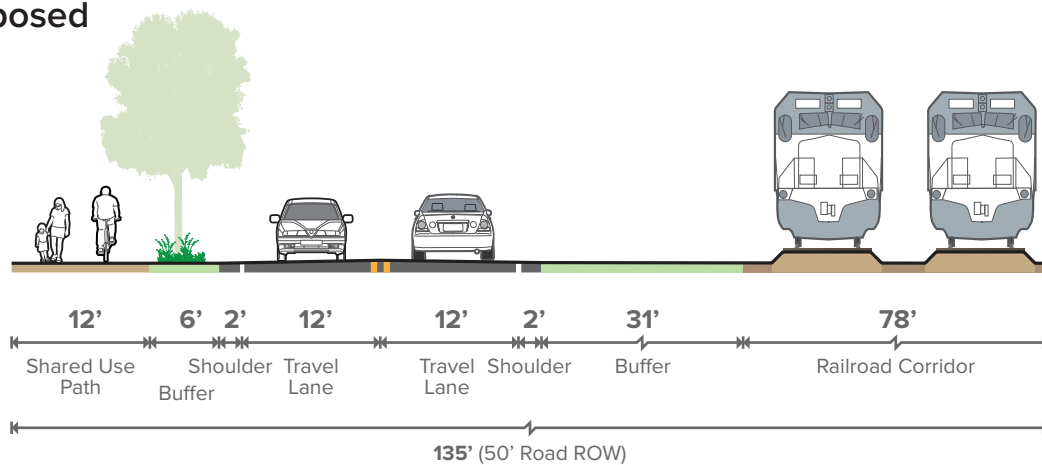 posed
12’ 6’ 2’ 12’ 12’ 2’ 31’ 78’
Shared Use Path
Buffer
Shoulder
Travel Lane
Travel Lane
Shoulder
Buffer
Railroad Corridor
135’ (50’ Road ROW)